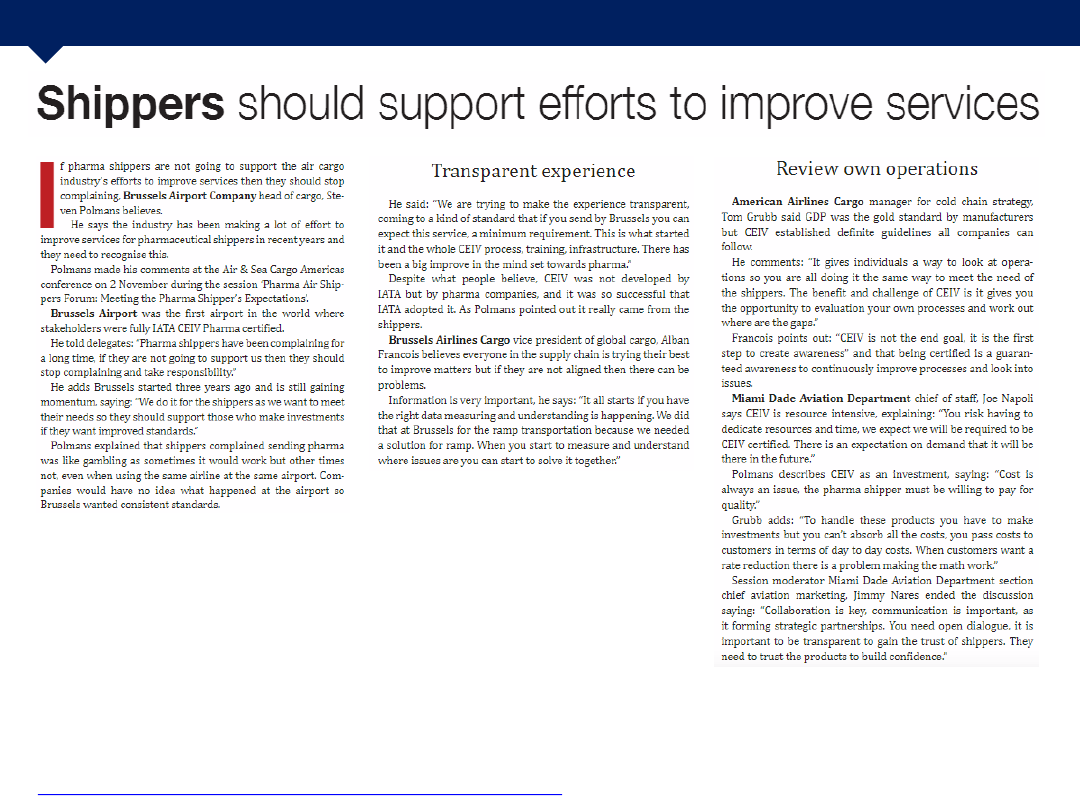 Shippers should support efforts to improve services
If pharma shippers are not going to support the air cargo
industry's efforts to improve services then they should stop
complaining, Brussels Airport Company head of cargo, Ste-
ven Polmans believes.
He says the industry has been making a lot of effort to
improve services for pharmaceutical shippers in recent years and
they need to recognise this.
Polmans made his comments at the Air & Sea Cargo Americas
conference on 2 November during the session 'Pharma Air Ship-
pers Forum: Meeting the Pharma Shipper's Expectations'.
Brussels Airport was the first airport in the world where
stakeholders were fully IATA CEIV Pharma certified.
He told delegates: "Pharma shippers have been complaining for
a long time, if they are not going to support us then they should
stop complaining and take responsibility."
He adds Brussels started three years ago and is still gaining
momentum, saying: "We do it for the shippers as we want to meet
their needs so they should support those who make investments
if they want improved standards."
Polmans explained that shippers complained sending pharma
was like gambling as sometimes it would work but other times
not, even when using the same airline at the same airport. Com-
panies would have no idea what happened at the airport so
Brussels wanted consistent standards.
Transparent experience
He said: "We are trying to make the experience transparent,
coming to a kind of standard that if you send by Brussels you can
expect this service, a minimum requirement. This is what started
it and the whole CEIV process, training, infrastructure. There has
been a big improve in the mind set towards pharma."
Despite what people believe, CEIV was not developed by
IATA but by pharma companies, and it was so successful that
IATA adopted it. As Polmans pointed out it really came from the
shippers.
Brussels Airlines Cargo vice president of global cargo, Alban
Francois believes everyone in the supply chain is trying their best
to improve matters but if they are not aligned then there can be
problems.
Information is very important, he says: "It all starts if you have
the right data measuring and understanding is happening. We did
that at Brussels for the ramp transportation because we needed
a solution for ramp. When you start to measure and understand
where issues are you can start to solve it together."
Review own operations
American Airlines Cargo manager for cold chain strategy,
Tom Grubb said GDP was the gold standard by manufacturers
but CEIV established definite guidelines all companies can
follow.
He comments: "It gives individuals a way to look at opera-
tions so you are all doing it the same way to meet the need of
the shippers. The benefit and challenge of CEIV is it gives you
the opportunity to evaluation your own processes and work out
where are the gaps."
Francois points out: "CEIV is not the end goal, it is the first
step to create awareness" and that being certified is a guaran-
teed awareness to continuously improve processes and look into
issues.
Miami Dade Aviation Department chief of staff, Joe Napoli
says CEIV is resource intensive, explaining: "You risk having to
dedicate resources and time, we expect we will be required to be
CEIV certified. There is an expectation on demand that it will be
there in the future."
Polmans describes CEIV as an investment, saying: "Cost is
always an issue, the pharma shipper must be willing to pay for
quality."
Grubb adds: "To handle these products you have to make
investments but you can't absorb all the costs, you pass costs to
customers in terms of day to day costs. When customers want a
rate reduction there is a problem making the math work."
Session moderator Miami Dade Aviation Department section
chief aviation marketing, Jimmy Nares ended the discussion
saying: "Collaboration is key, communication is important, as
it forming strategic partnerships. You need open dialogue, it is
important to be transparent to gain the trust of shippers. They
need to trust the products to build confidence."